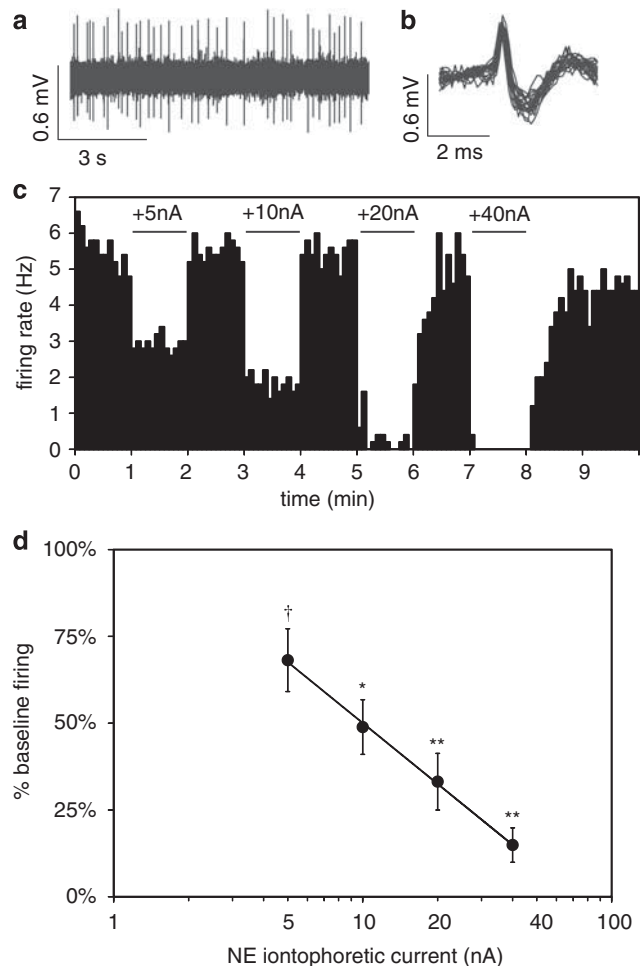 a
0.6 mV
3 s
b
0.6 mV
2 ms
c
firing rate (Hz)
7
6
5
4
3
2
1
0
+5nA
+10nA
+20nA
+40nA
0 1 2 3 4 5 6 7 8 9
time (min)
d
% baseline firing
100%
75%
50%
25%
0%
†
*
**
**
1 5 10 20 40 100
NE iontophoretic current (nA)